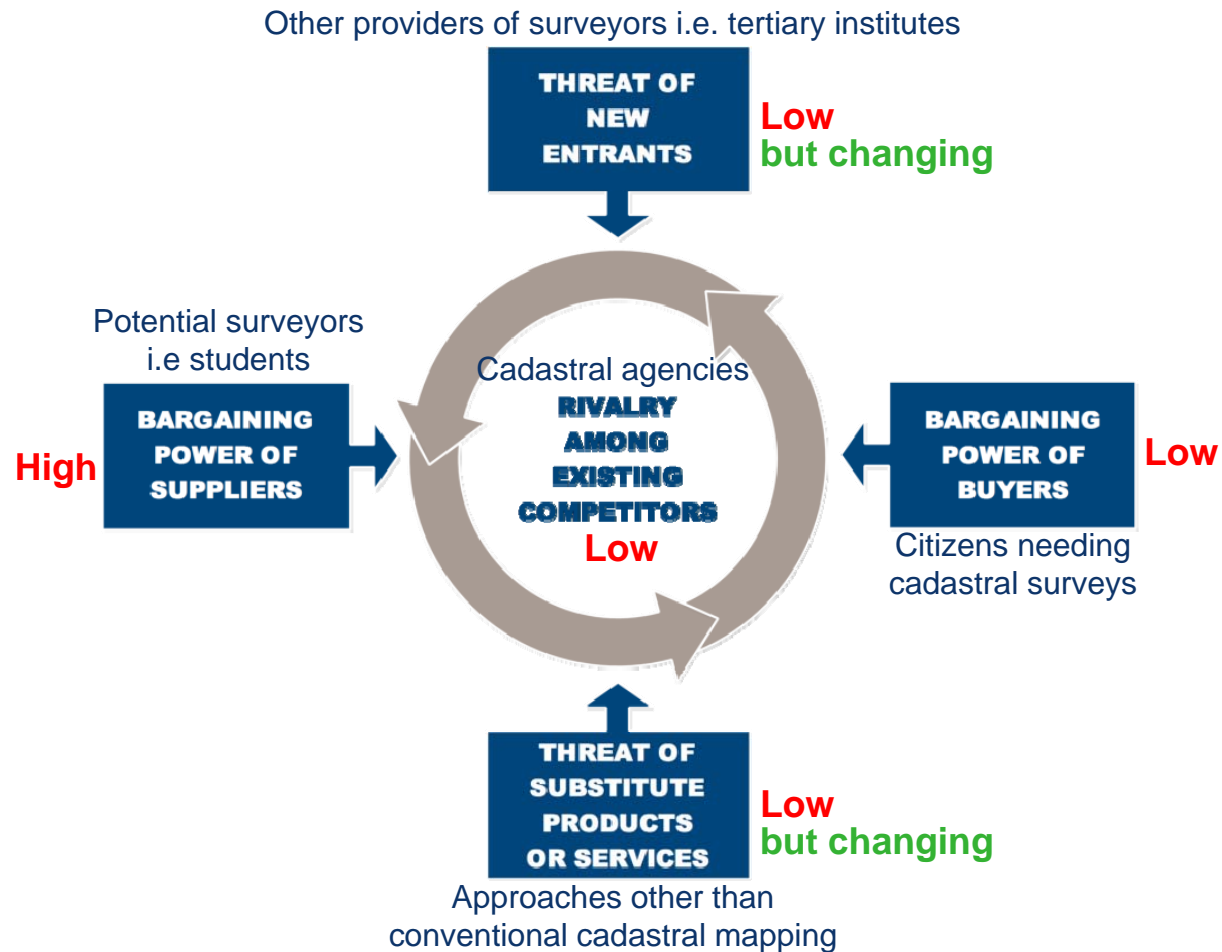 Other providers of surveyors i.e. tertiary institutes
THREAT OF
NEW
ENTRANTS
Low
but changing
Potential surveyors
i.e students
BARGAINING
POWER OF
SUPPLIERS
High
Cadastral agencies
RIVALRY
AMONG
EXISTING
COMPETITORS
Low
BARGAINING
POWER OF
BUYERS
Low
Citizens needing
cadastral surveys
THREAT OF
SUBSTITUTE
PRODUCTS
OR SERVICES
Low
but changing
Approaches other than
conventional cadastral mapping